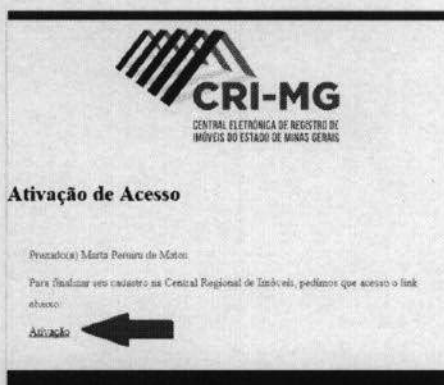 CRI-MG
CENTRAL ELETRÔNICA DE REGISTRO DE
IMÓVEIS DO ESTADO DE MINAS GERAIS
Ativação de Acesso
Prezado(a) Marta Pereira de Matos
Para finalizar seu cadastro na Central Regional de Imóveis, pedimos que acesso o link
abaixo:
Ativação